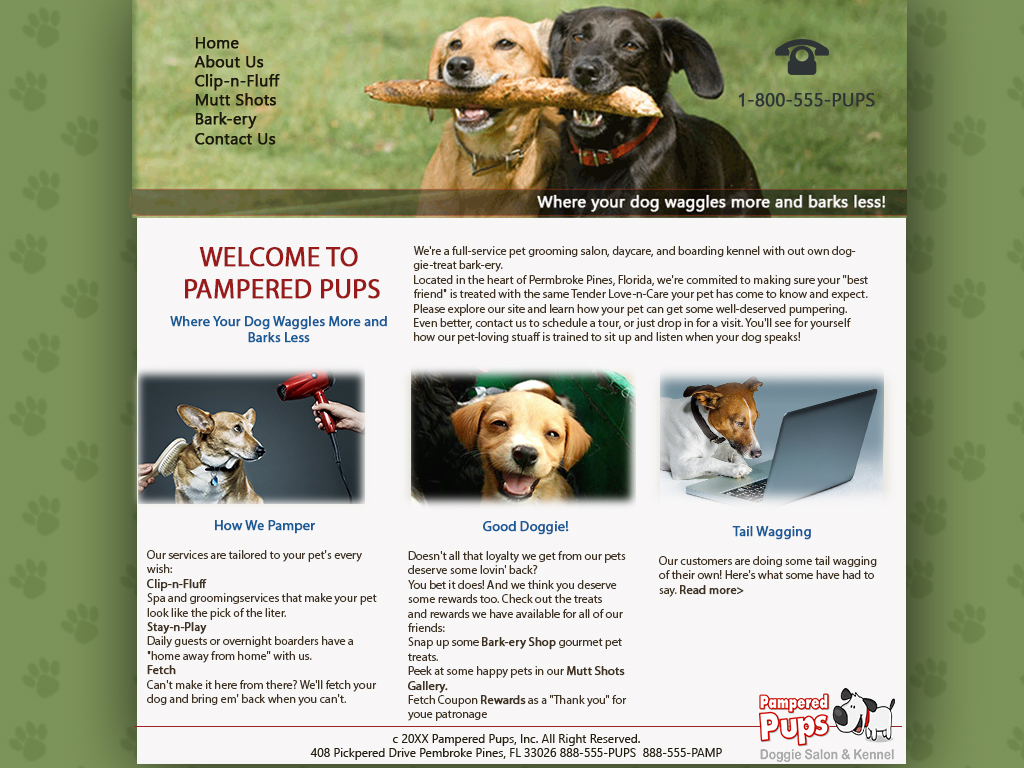 Home
About Us
Clip-n-Fluff
Mutt Shots
Bark-ery
Contact Us
1-800-555-PUPS
Where your dog waggles more and barks less!
WELCOME TO
PAMPERED PUPS
Where Your Dog Waggles More and
Barks Less
We're a full-service pet grooming salon, daycare, and boarding kennel with out own dog-
gie-treat bark-ery.
Located in the heart of Permbroke Pines, Florida, we're commited to making sure your "best
friend" is treated with the same Tender Love-n-Care your pet has come to know and expect.
Please explore our site and learn how your pet can get some well-deserved pumpering.
Even better, contact us to schedule a tour, or just drop in for a visit. You'll see for yourself
how our pet-loving stuaff is trained to sit up and listen when your dog speaks!
How We Pamper
Our services are tailored to your pet's every
wish:
Clip-n-Fluff
Spa and groomingservices that make your pet
look like the pick of the liter.
Stay-n-Play
Daily guests or overnight boarders have a
"home away from home" with us.
Fetch
Can't make it here from there? We'll fetch your
dog and bring em' back when you can't.
Good Doggie!
Doesn't all that loyalty we get from our pets
deserve some lovin' back?
You bet it does! And we think you deserve
some rewards too. Check out the treats
and rewards we have available for all of our
friends:
Snap up some Bark-ery Shop gourmet pet
treats.
Peek at some happy pets in our Mutt Shots
Gallery.
Fetch Coupon Rewards as a "Thank you" for
youe patronage
Tail Wagging
Our customers are doing some tail wagging
of their own! Here's what some have had to
say. Read more>
Pampered
Pups
Doggie Salon & Kennel
c 20XX Pampered Pups, Inc. All Right Reserved.
408 Pickpered Drive Pembroke Pines, FL 33026 888-555-PUPS 888-555-PAMP